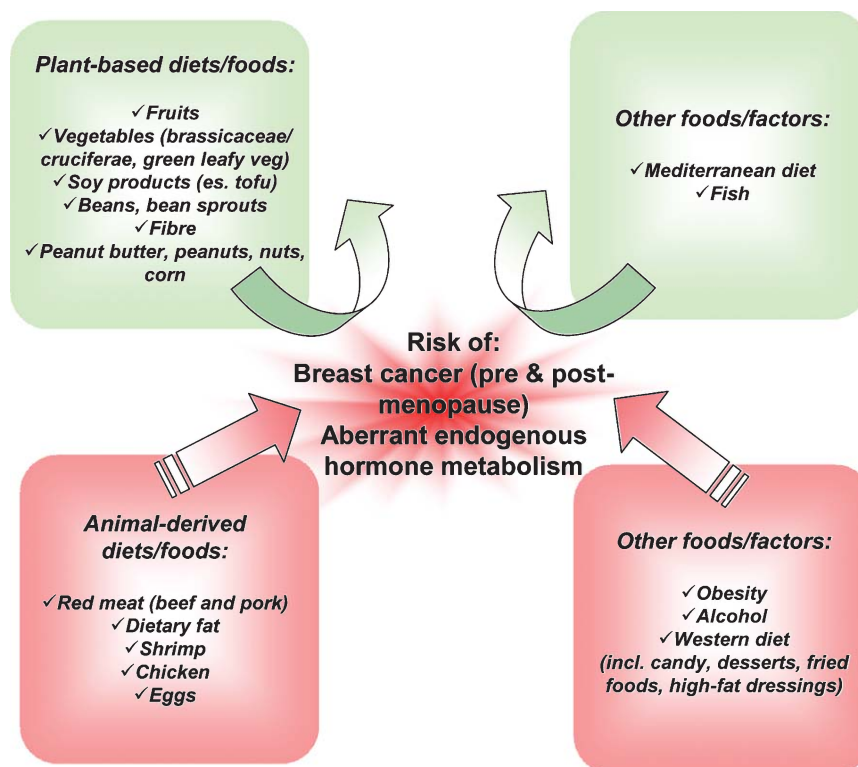 Plant-based diets/foods:
✓Fruits
✓Vegetables (brassicaceae/
cruciferae, green leafy veg)
✓Soy products (es. tofu)
✓Beans, bean sprouts
✓Fibre
✓Peanut butter, peanuts, nuts,
corn
Other foods/factors:
✓Mediterranean diet
✓Fish
Risk of:
Breast cancer (pre & post-
menopause)
Aberrant endogenous
hormone metabolism
Animal-derived
diets/foods:
✓Red meat (beef and pork)
✓Dietary fat
✓Shrimp
✓Chicken
✓Eggs
Other foods/factors:
✓Obesity
✓Alcohol
✓Western diet
(incl. candy, desserts, fried
foods, high-fat dressings)